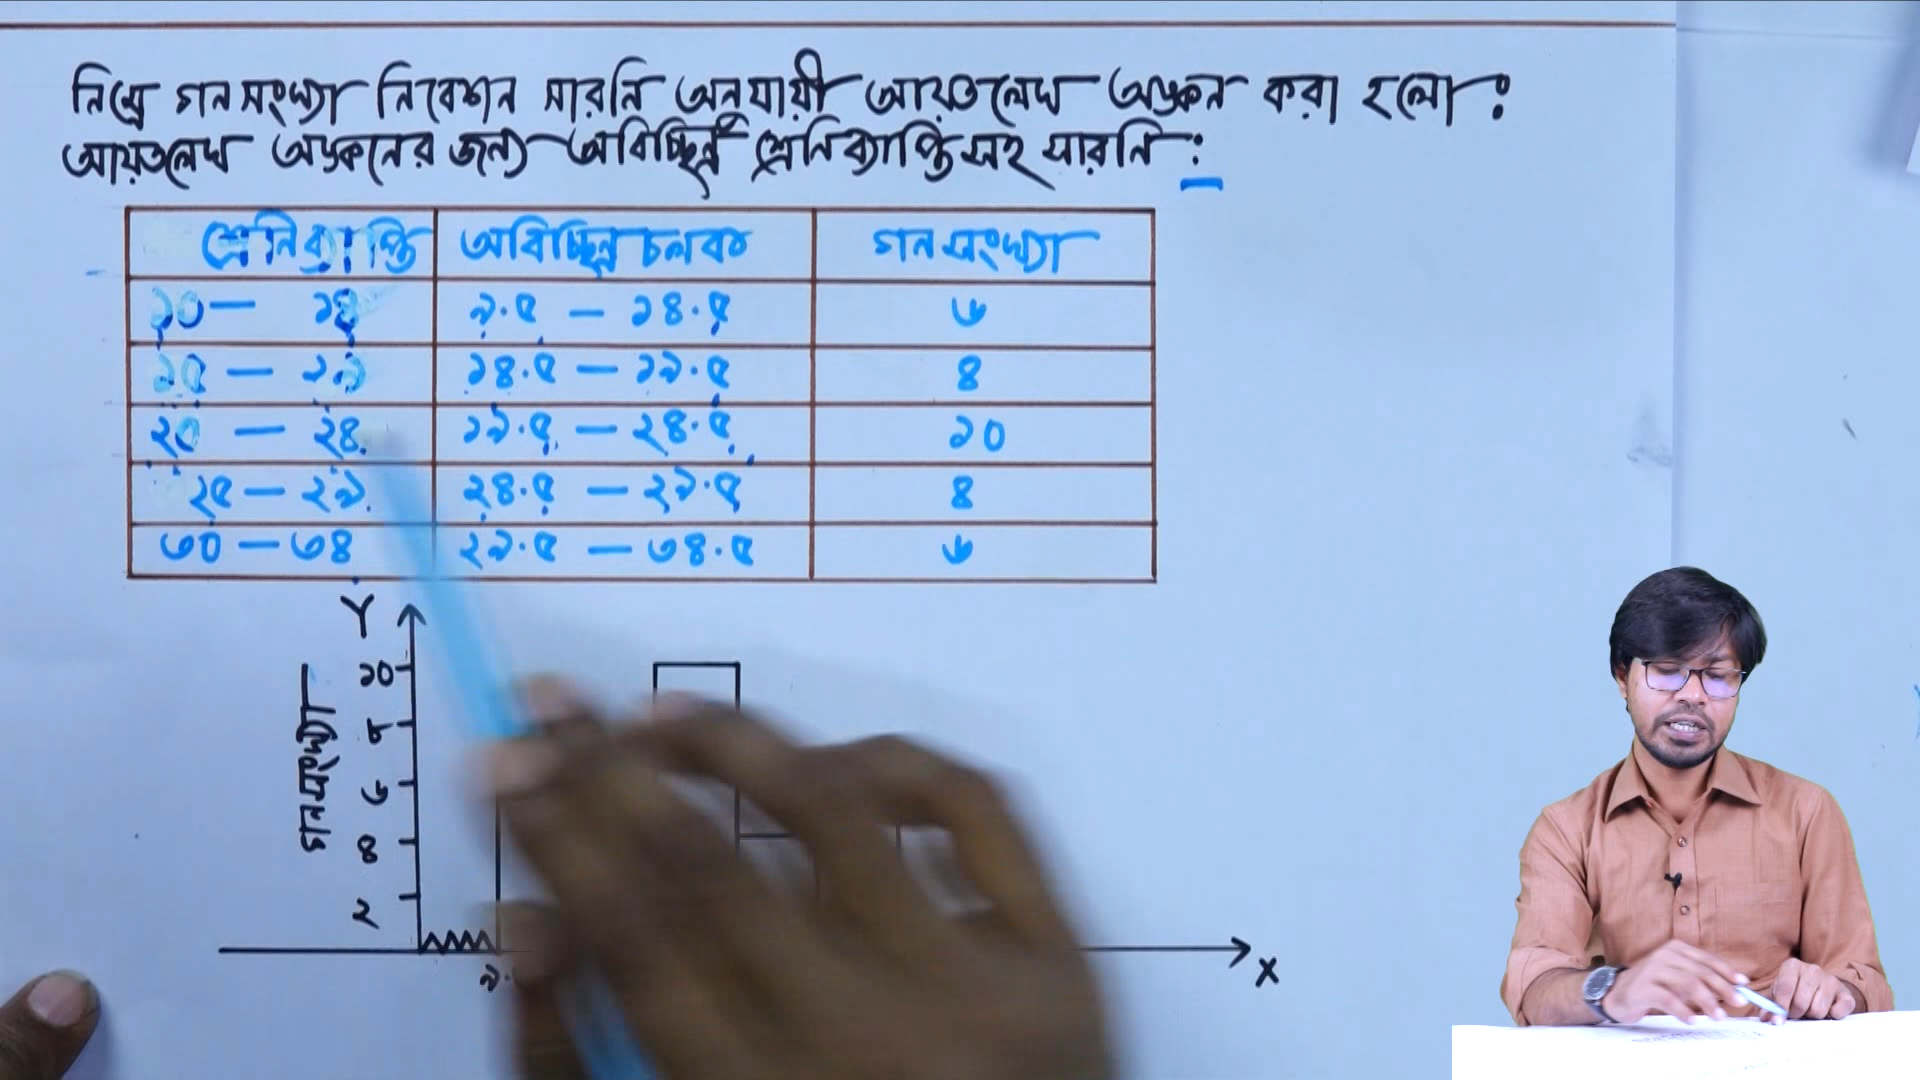 নিম্নে গনসংখ্যা নিবেশন সারনি অনুযায়ী আয়তলেখ অঙ্কন করা হলো :
আয়তলেখ অঙ্কনের জন্য অবিচ্ছিন্ন শ্রেনিব্যাপ্তি সহ সারনি :
শ্রেনিব্যাপ্তি অবিচ্ছিন্ন চলক গনসংখ্যা
১০ — ১৪ ৯.৫ — ১৪.৫ ৬
১৫ — ১৯ ১৪.৫ — ১৯.৫ ৪
২০ — ২৪ ১৯.৫ — ২৪.৫ ১০
২৫ — ২৯ ২৪.৫ — ২৯.৫ ৪
৩০ — ৩৪ ২৯.৫ — ৩৪.৫ ৬
Y
১০
৮
৬
৪
২
গনসংখ্যা
X